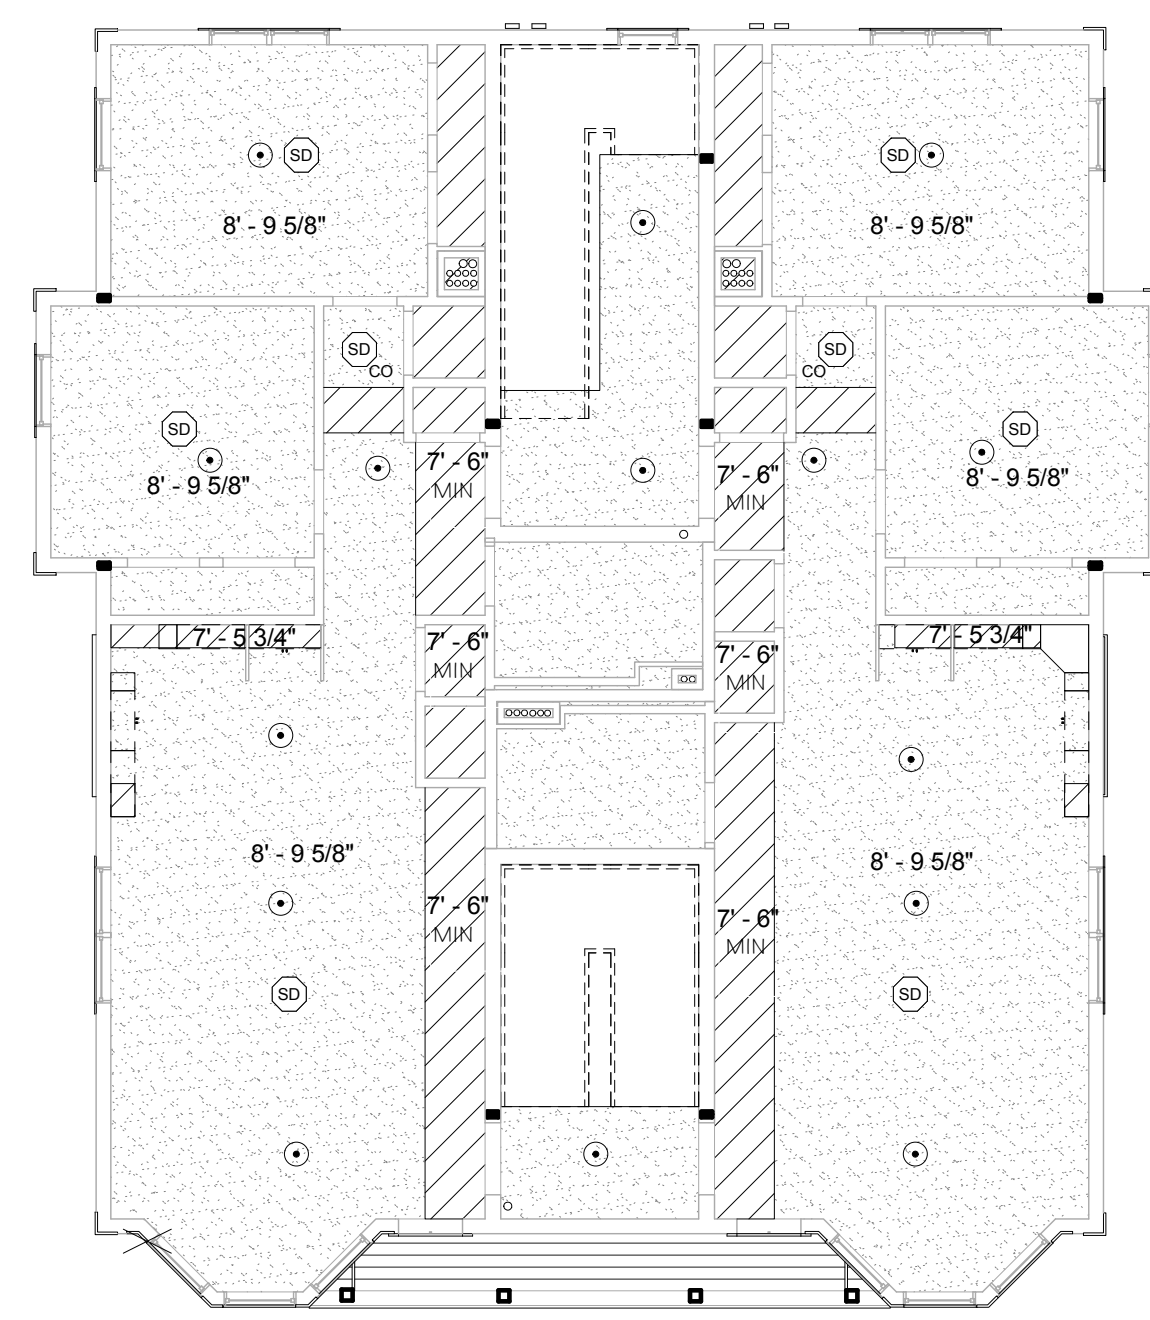 SD
SD
8' - 9 5/8"
8' - 9 5/8"
SD
CO
SD
CO
SD
SD
8' - 9 5/8"
7' - 6"
MIN
7' - 6"
MIN
8' - 9 5/8"
7' - 5 3/4"
7' - 6"
MIN
7' - 6"
MIN
7' - 5 3/4"
8' - 9 5/8"
8' - 9 5/8"
7' - 6"
MIN
7' - 6"
MIN
SD
SD